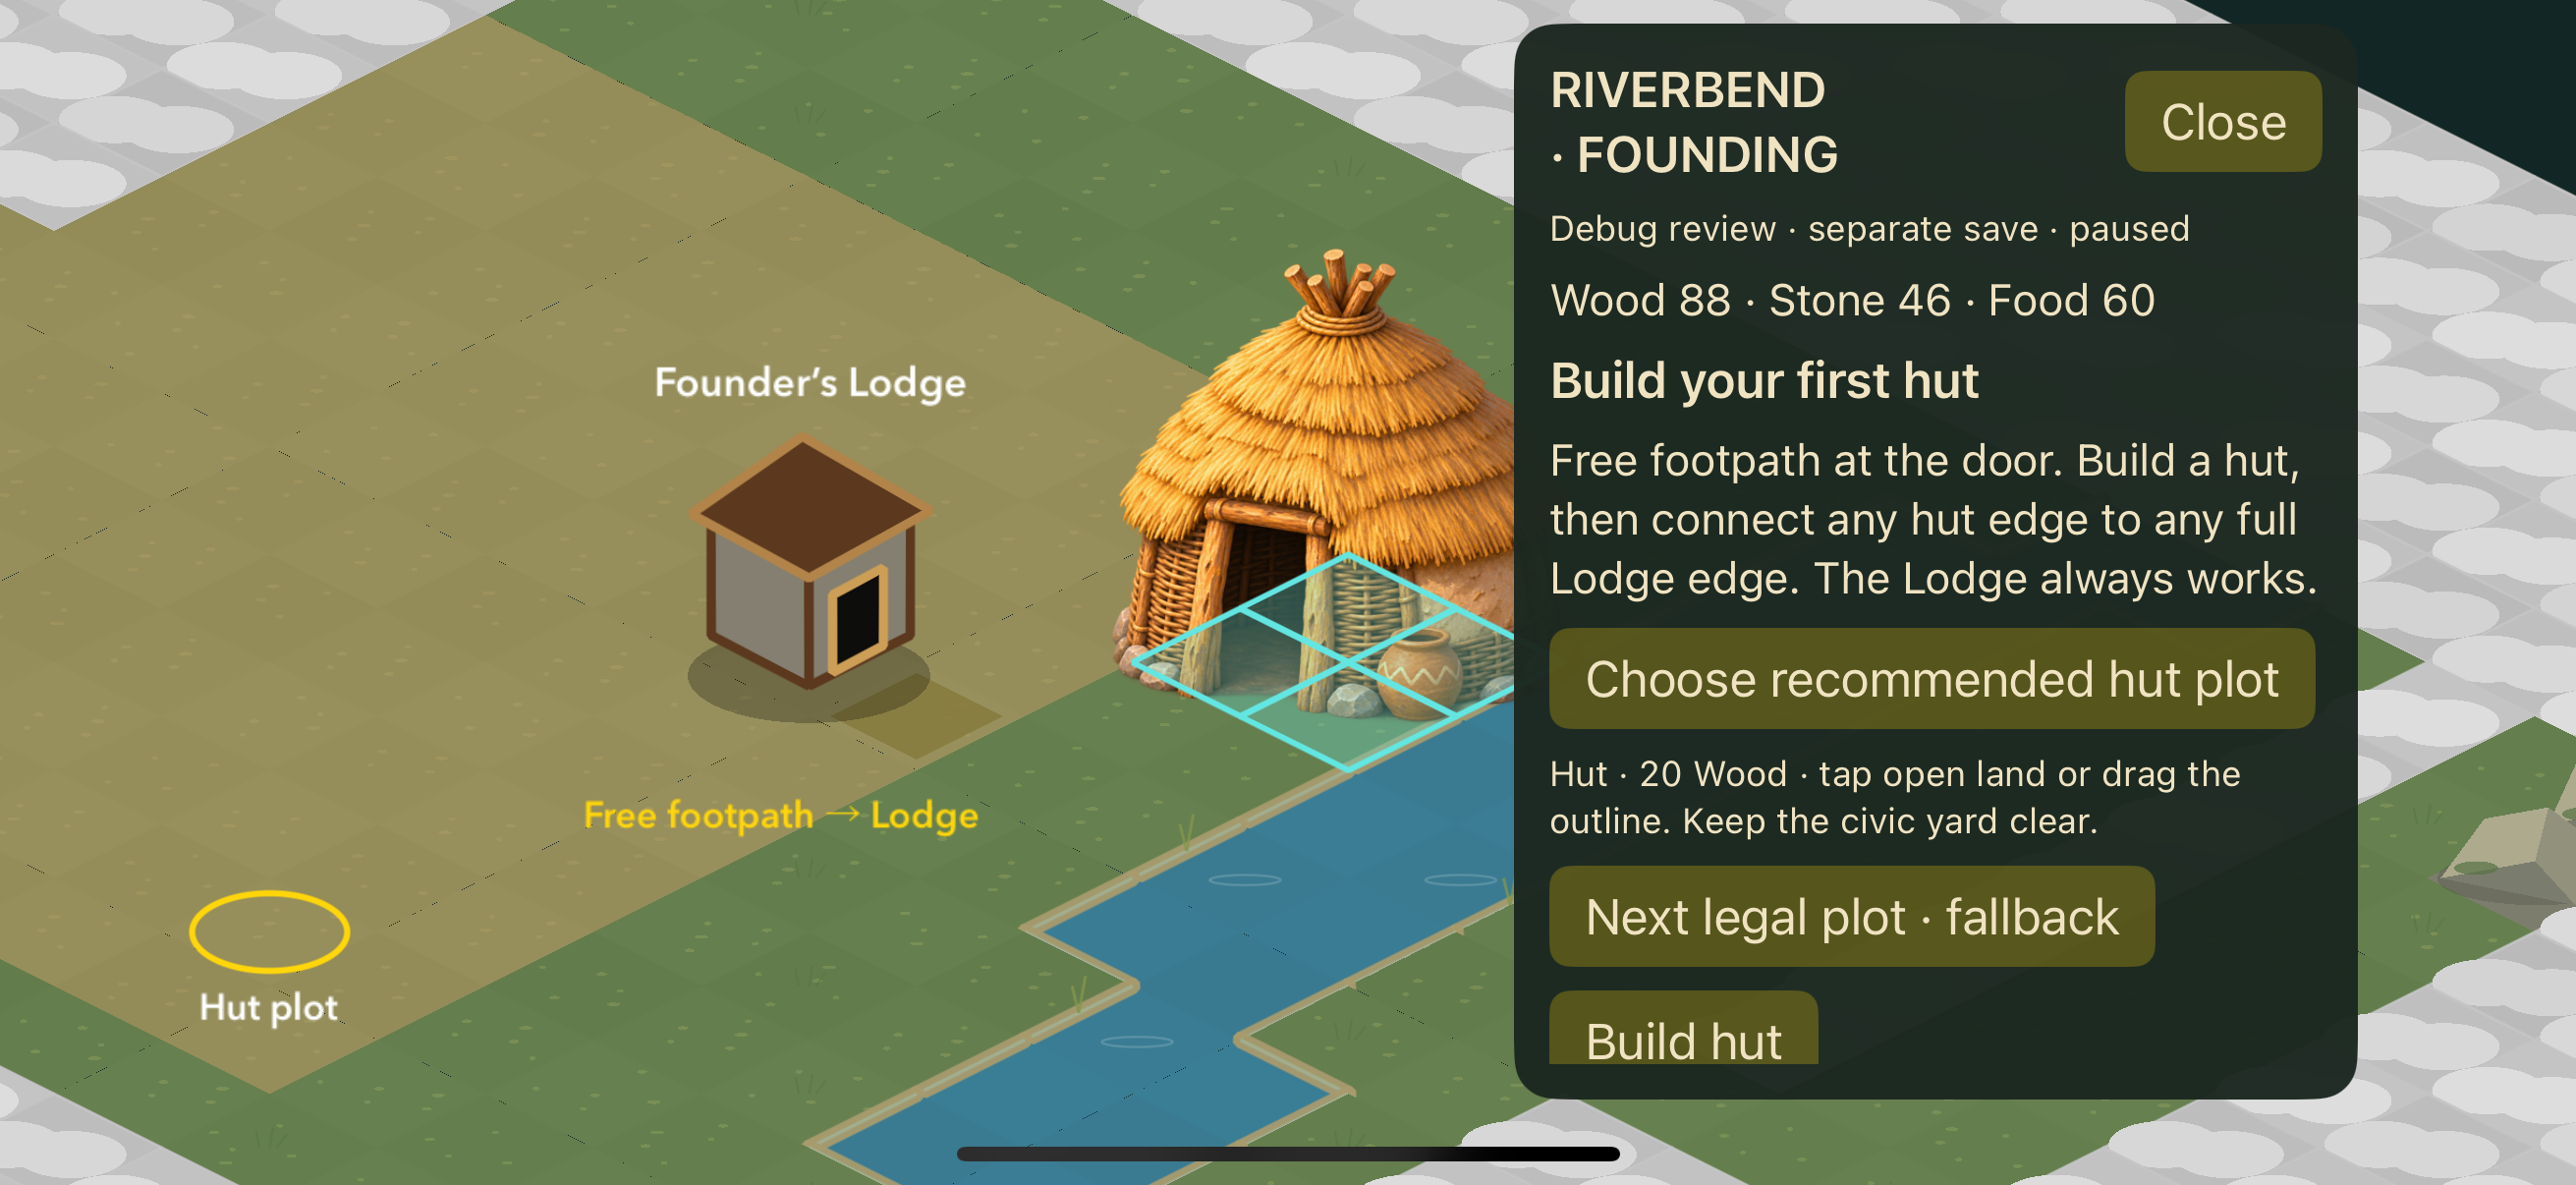 RIVERBEND
· FOUNDING
Close
Debug review · separate save · paused
Wood 88 · Stone 46 · Food 60
Build your first hut
Free footpath at the door. Build a hut,
then connect any hut edge to any full
Lodge edge. The Lodge always works.
Choose recommended hut plot
Hut · 20 Wood · tap open land or drag the
outline. Keep the civic yard clear.
Next legal plot · fallback
Build hut
Founder’s Lodge
Free footpath → Lodge
Hut plot